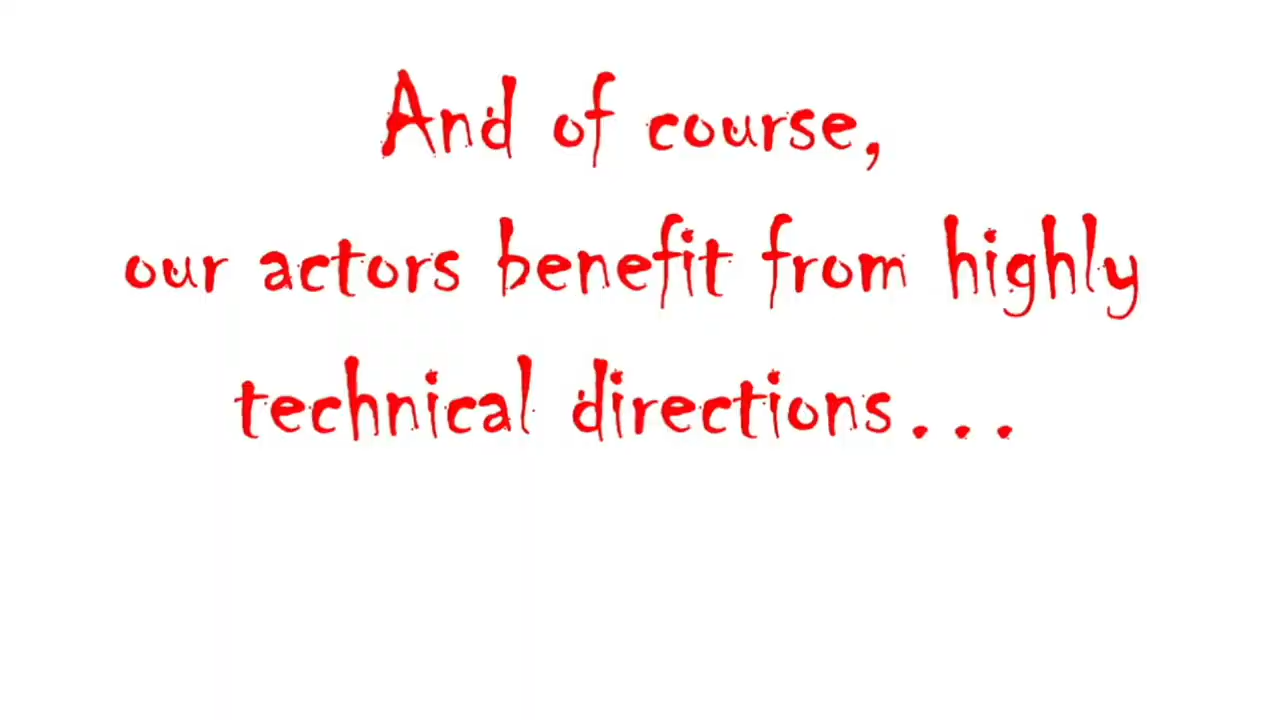 And of course,
our actors benefit from highly
technical directions...